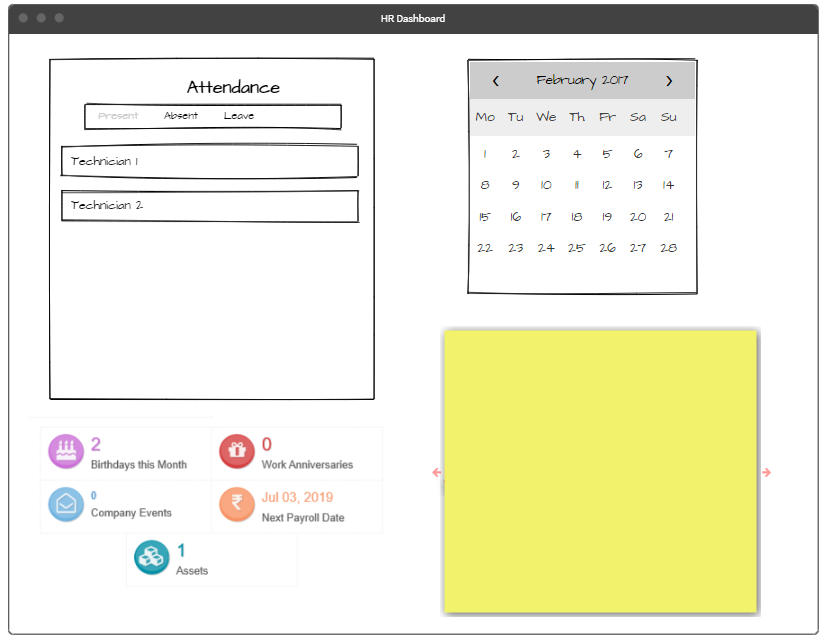 HR Dashboard
Attendance
Present Absent Leave
Technician 1
Technician 2
February 2017
Mo Tu We Th Fr Sa Su
1 2 3 4 5 6 7
8 9 10 11 12 13 14
15 16 17 18 19 20 21
22 23 24 25 26 27 28
2
Birthdays this Month
0
Work Anniversaries
0
Company Events
Jul 03, 2019
Next Payroll Date
1
Assets